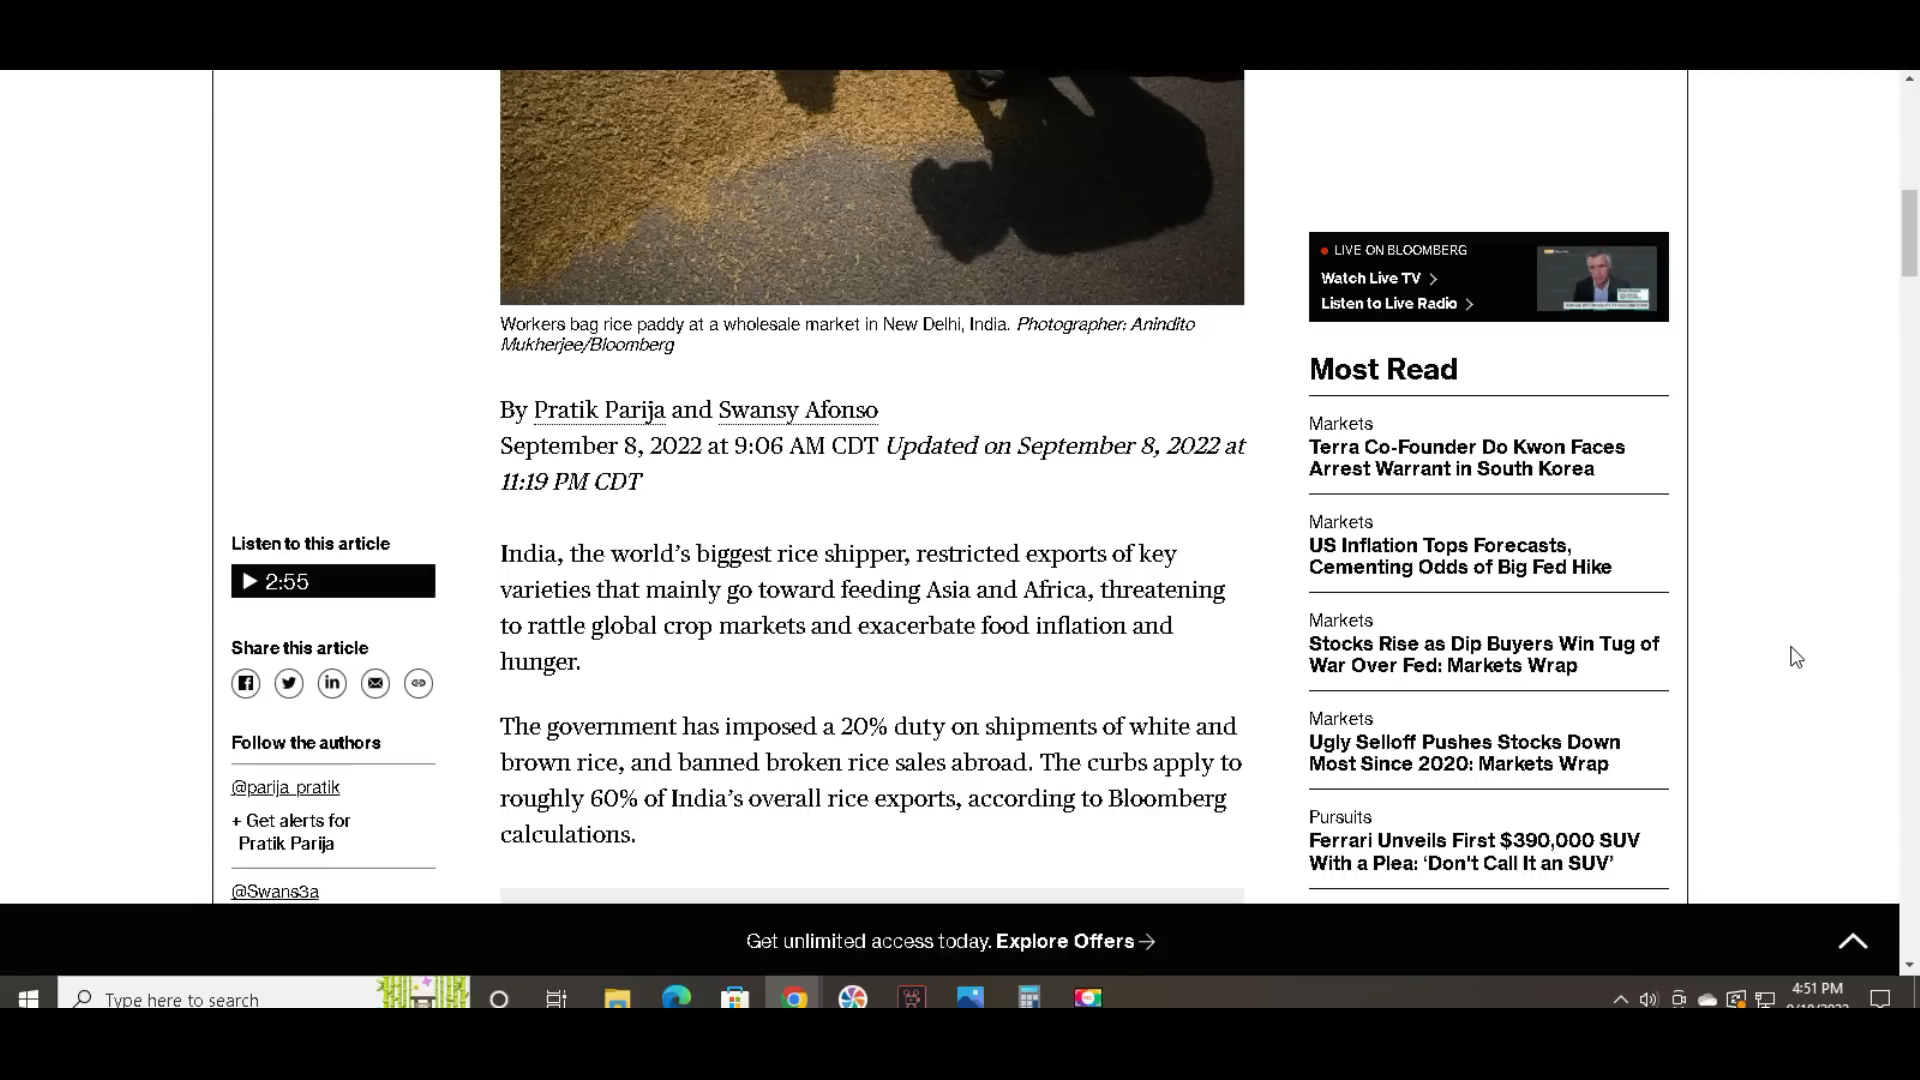 Workers bag rice paddy at a wholesale market in New Delhi, India. Photographer: Anindito
Mukherjee/Bloomberg
By Pratik Parija and Swansy Afonso
September 8, 2022 at 9:06 AM CDT Updated on September 8, 2022 at
11:19 PM CDT
Listen to this article
2:55
Share this article
Follow the authors
@parija_pratik
+ Get alerts for
Pratik Parija
@Swans3a
India, the world’s biggest rice shipper, restricted exports of key
varieties that mainly go toward feeding Asia and Africa, threatening
to rattle global crop markets and exacerbate food inflation and
hunger.
The government has imposed a 20% duty on shipments of white and
brown rice, and banned broken rice sales abroad. The curbs apply to
roughly 60% of India’s overall rice exports, according to Bloomberg
calculations.
LIVE ON BLOOMBERG
Watch Live TV
Listen to Live Radio
Most Read
Markets
Terra Co-Founder Do Kwon Faces
Arrest Warrant in South Korea
Markets
US Inflation Tops Forecasts,
Cementing Odds of Big Fed Hike
Markets
Stocks Rise as Dip Buyers Win Tug of
War Over Fed: Markets Wrap
Markets
Ugly Selloff Pushes Stocks Down
Most Since 2020: Markets Wrap
Pursuits
Ferrari Unveils First $390,000 SUV
With a Plea: ‘Don't Call It an SUV’
Get unlimited access today. Explore Offers
Type here to search
4:51 PM